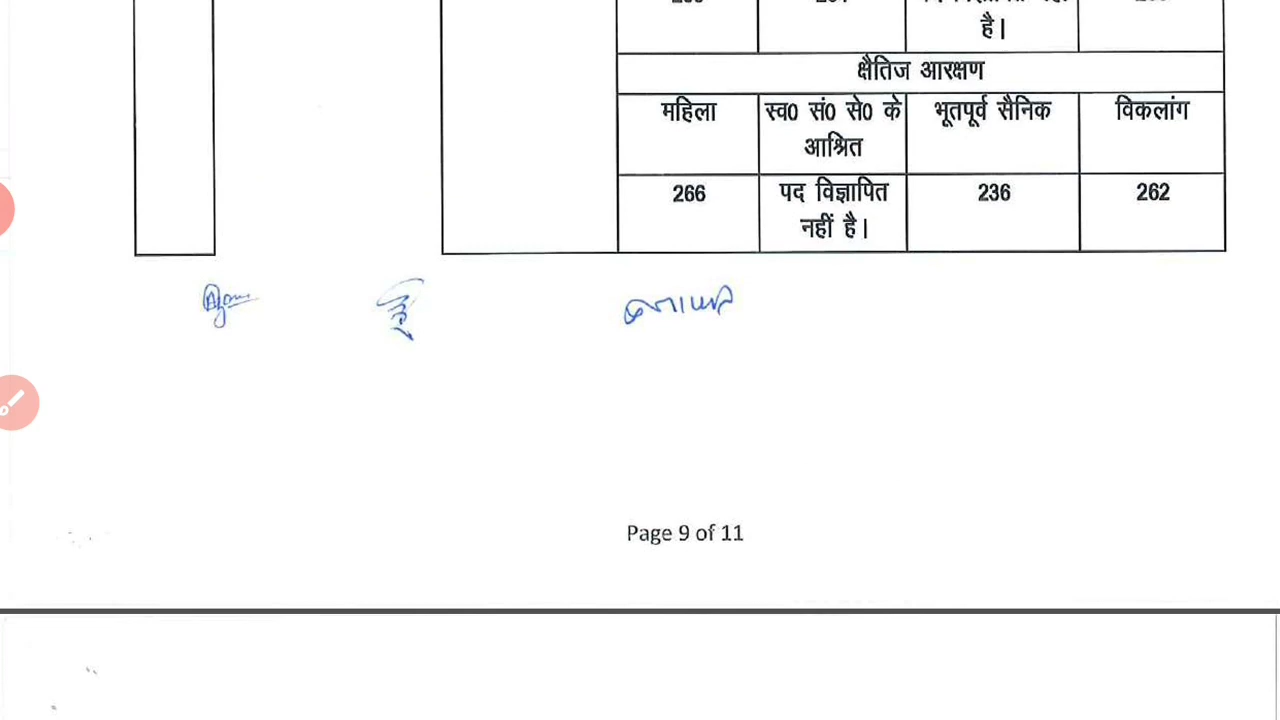 है।
क्षैतिज आरक्षण
महिला स्व0 सं0 से0 के आश्रित भूतपूर्व सैनिक विकलांग
266 पद विज्ञापित नहीं है। 236 262
Page 9 of 11